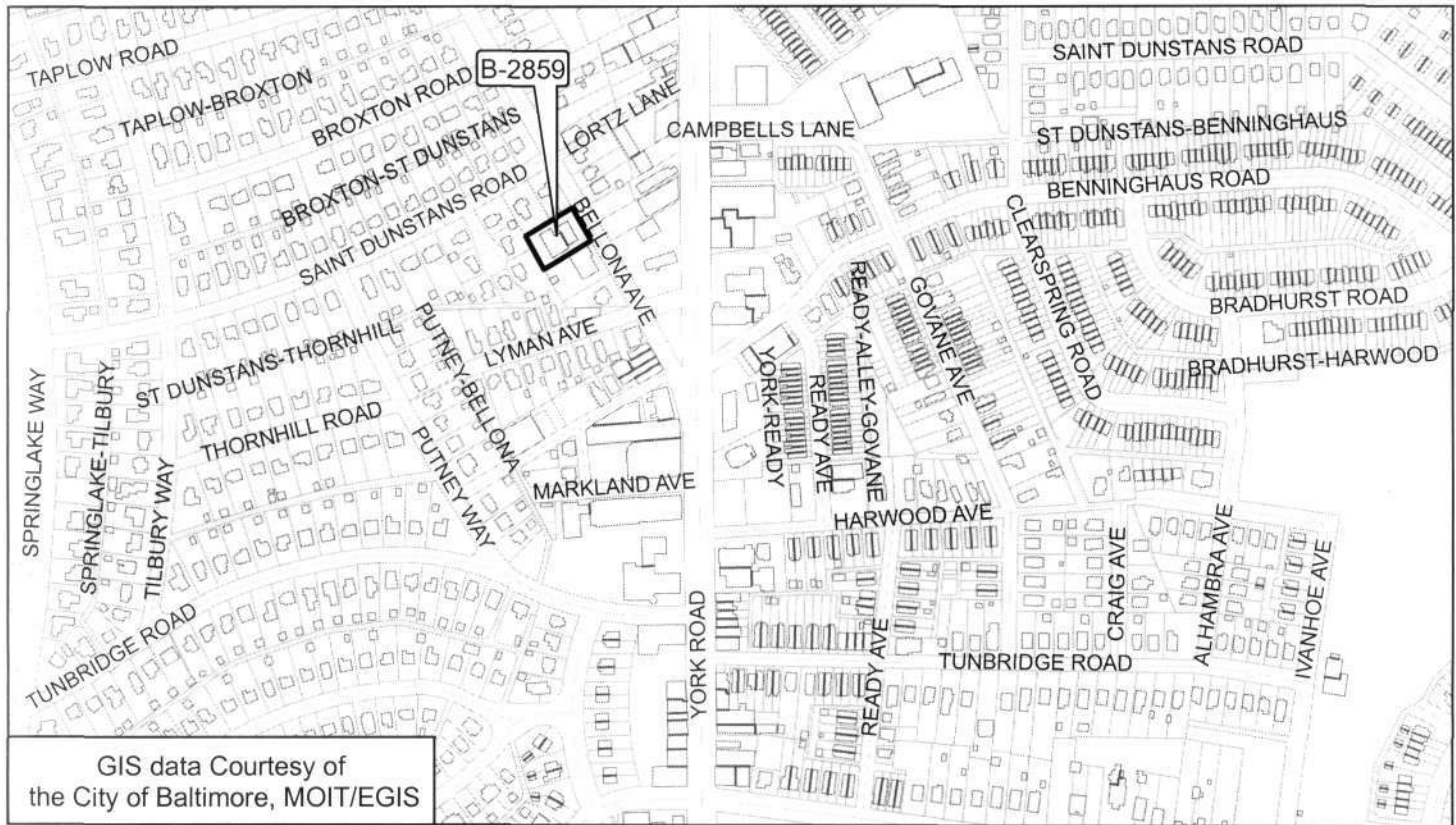 TAPLOW ROAD
TAPLOW-BROXTON
BROXTON ROAD
BROXTON-ST DUNSTANS
SAINT DUNSTANS ROAD
B-2859
LORTZ LANE
BELLONA AVE
CAMPBELLS LANE
SAINT DUNSTANS ROAD
ST DUNSTANS-BENNINGHAUS
BENNINGHAUS ROAD
CLEARSPRING ROAD
GOVANE AVE
READY-ALLEY-GOVANE
READY AVE
YORK-READY
BRADHURST ROAD
BRADHURST-HARWOOD
SPRINGLAKE WAY
SPRINGLAKE-TILBURY
TILBURY WAY
ST DUNSTANS-THORNHILL
THORNHILL ROAD
PUTNEY-BELLONA
PUTNEY WAY
LYMAN AVE
MARKLAND AVE
HARWOOD AVE
CRAIG AVE
ALHAMBRA AVE
IVANHOE AVE
TUNBRIDGE ROAD
YORK ROAD
READY AVE
TUNBRIDGE ROAD
GIS data Courtesy of
the City of Baltimore, MOIT/EGIS